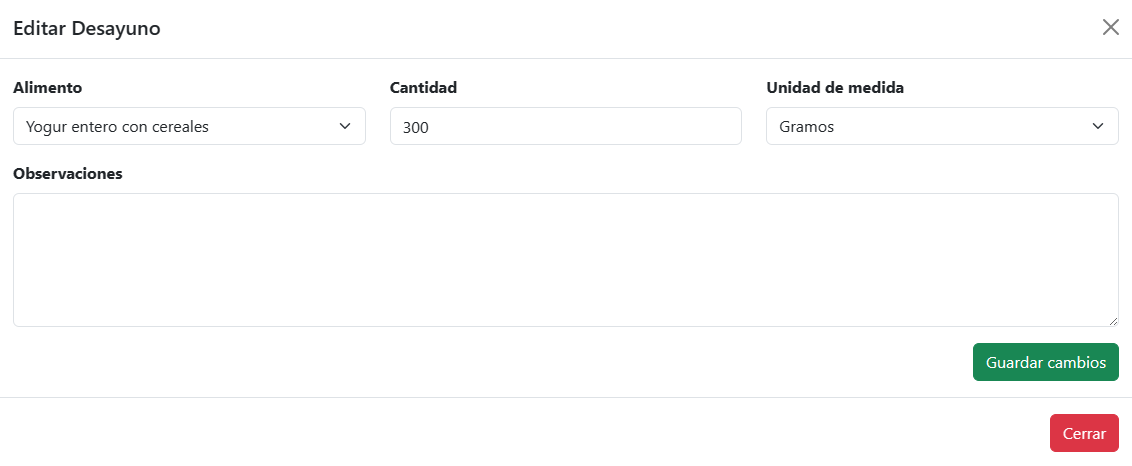 Editar Desayuno
Alimento
Cantidad
Unidad de medida
Yogur entero con cereales
300
Gramos
Observaciones
Guardar cambios
Cerrar